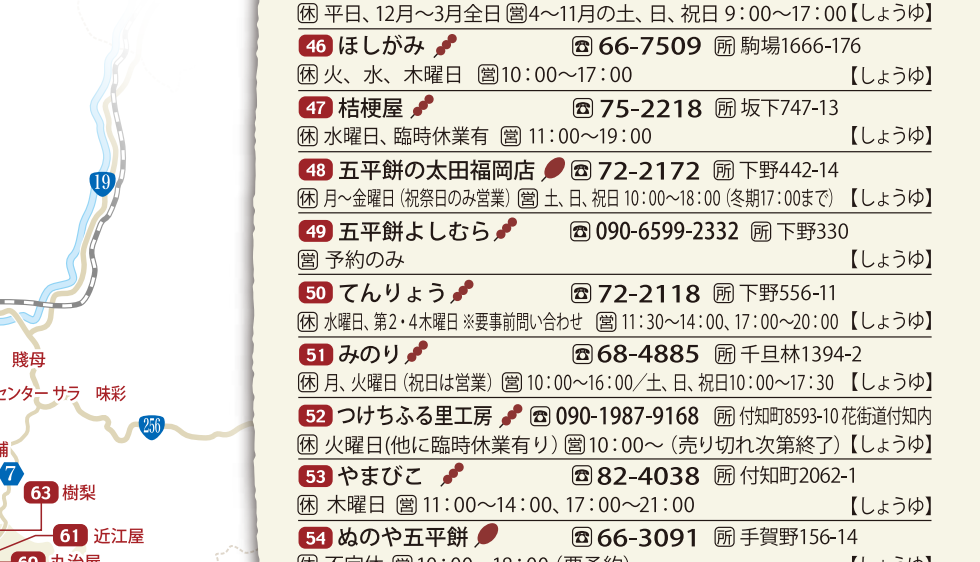 休 平日、12月〜3月全日 営4〜11月の土、日、祝日 9：00〜17：00【しょうゆ】
46 ほしがみ ☎ 66-7509 所 駒場1666-176
休 火、水、木曜日 営10：00〜17：00 【しょうゆ】
47 桔梗屋 ☎ 75-2218 所 坂下747-13
休 水曜日、臨時休業有 営 11：00〜19：00 【しょうゆ】
48 五平餅の太田福岡店 ☎ 72-2172 所 下野442-14
休 月〜金曜日（祝祭日のみ営業） 営 土、日、祝日 10：00〜18：00（冬期17：00まで） 【しょうゆ】
49 五平餅よしむら ☎ 090-6599-2332 所 下野330
営 予約のみ 【しょうゆ】
50 てんりょう ☎ 72-2118 所 下野556-11
休 水曜日、第2・4木曜日 ※要事前問い合わせ 営 11：30〜14：00、17：00〜20：00 【しょうゆ】
51 みのり ☎ 68-4885 所 千旦林1394-2
休 月、火曜日（祝日は営業） 営 10：00〜16：00／土、日、祝日10：00〜17：30 【しょうゆ】
52 つけちふる里工房 ☎ 090-1987-9168 所 付知町8593-10 花街道付知内
休 火曜日(他に臨時休業有り) 営10：00〜（売り切れ次第終了）【しょうゆ】
53 やまびこ ☎ 82-4038 所 付知町2062-1
休 木曜日 営 11：00〜14：00、17：00〜21：00 【しょうゆ】
54 ぬのや五平餅 ☎ 66-3091 所 手賀野156-14
休 不定休 営 10：00〜18：00（要予約） 【しょうゆ】
19
賤母
センター サラ 味彩
256
舗
7
63 樹梨
61 近江屋